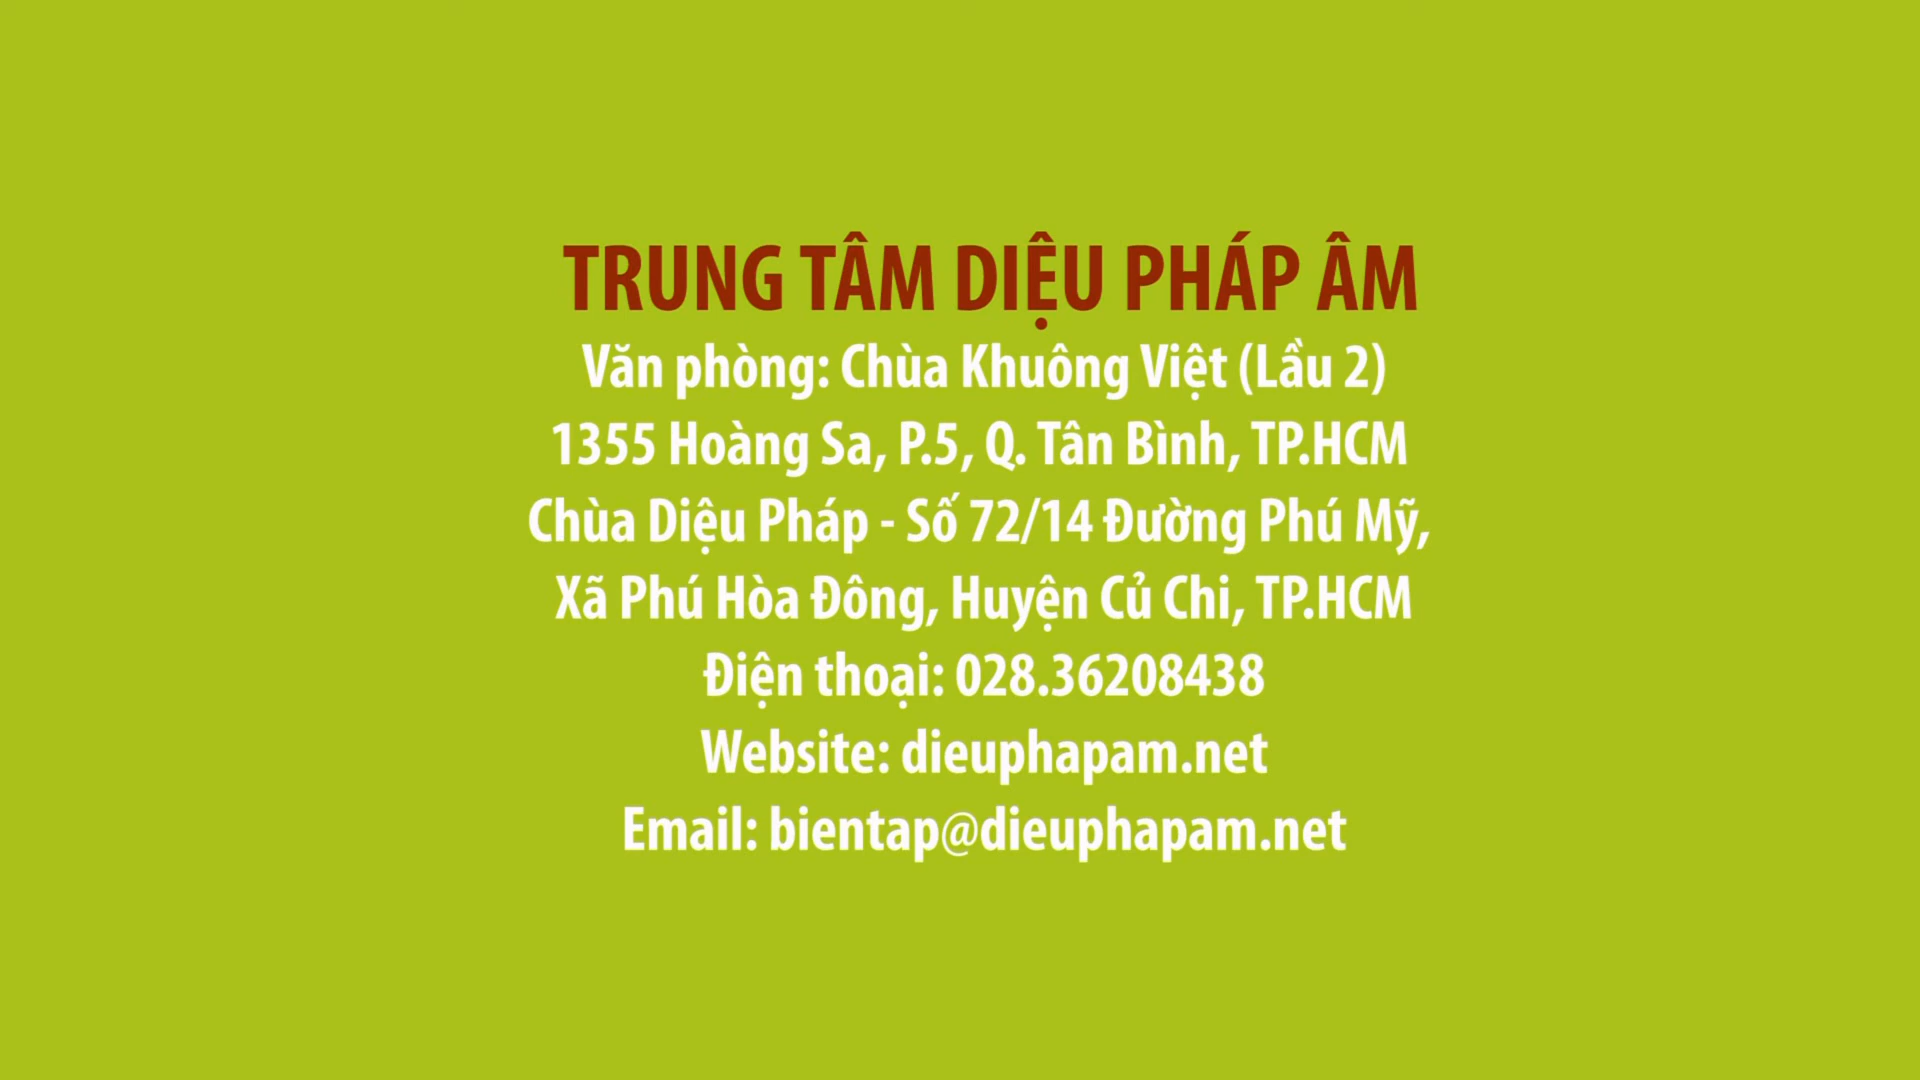 TRUNG TÂM DIỆU PHÁP ÂM
Văn phòng: Chùa Khuông Việt (Lầu 2)
1355 Hoàng Sa, P.5, Q. Tân Bình, TP.HCM
Chùa Diệu Pháp - Số 72/14 Đường Phú Mỹ,
Xã Phú Hòa Đông, Huyện Củ Chi, TP.HCM
Điện thoại: 028.36208438
Website: dieuphapam.net
Email: bientap@dieuphapam.net